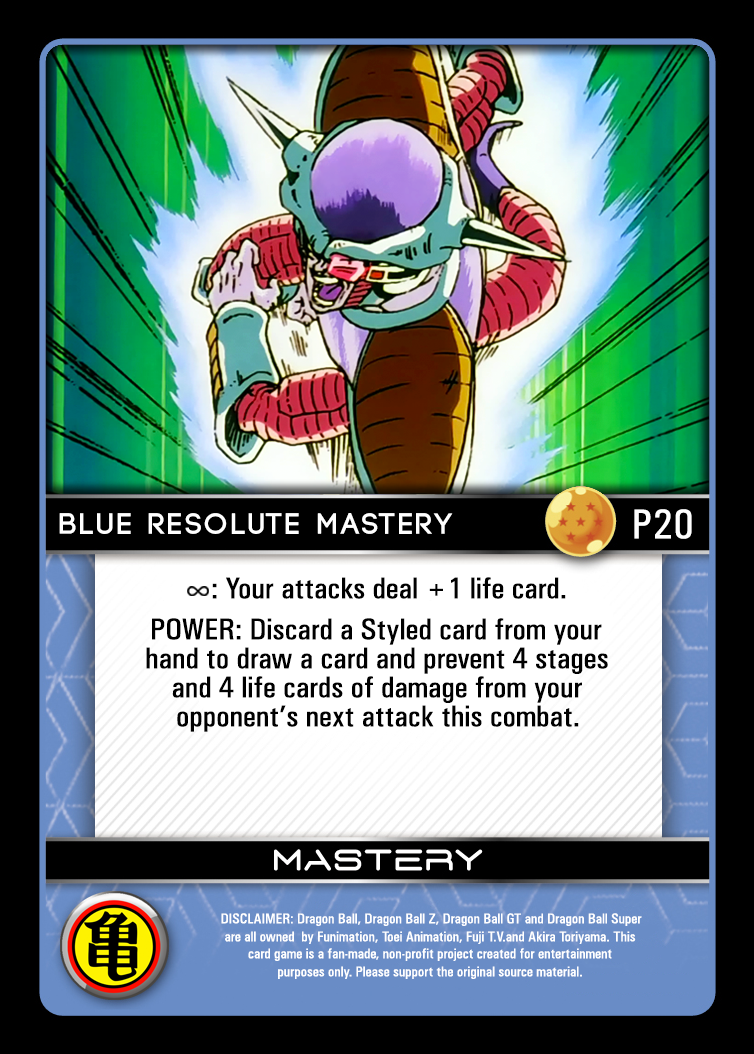 BLUE RESOLUTE MASTERY
P20
∞: Your attacks deal +1 life card.
POWER: Discard a Styled card from your
hand to draw a card and prevent 4 stages
and 4 life cards of damage from your
opponent's next attack this combat.
MASTERY
亀
DISCLAIMER: Dragon Ball, Dragon Ball Z, Dragon Ball GT and Dragon Ball Super
are all owned by Funimation, Toei Animation, Fuji T.V.and Akira Toriyama. This
card game is a fan-made, non-profit project created for entertainment
purposes only. Please support the original source material.